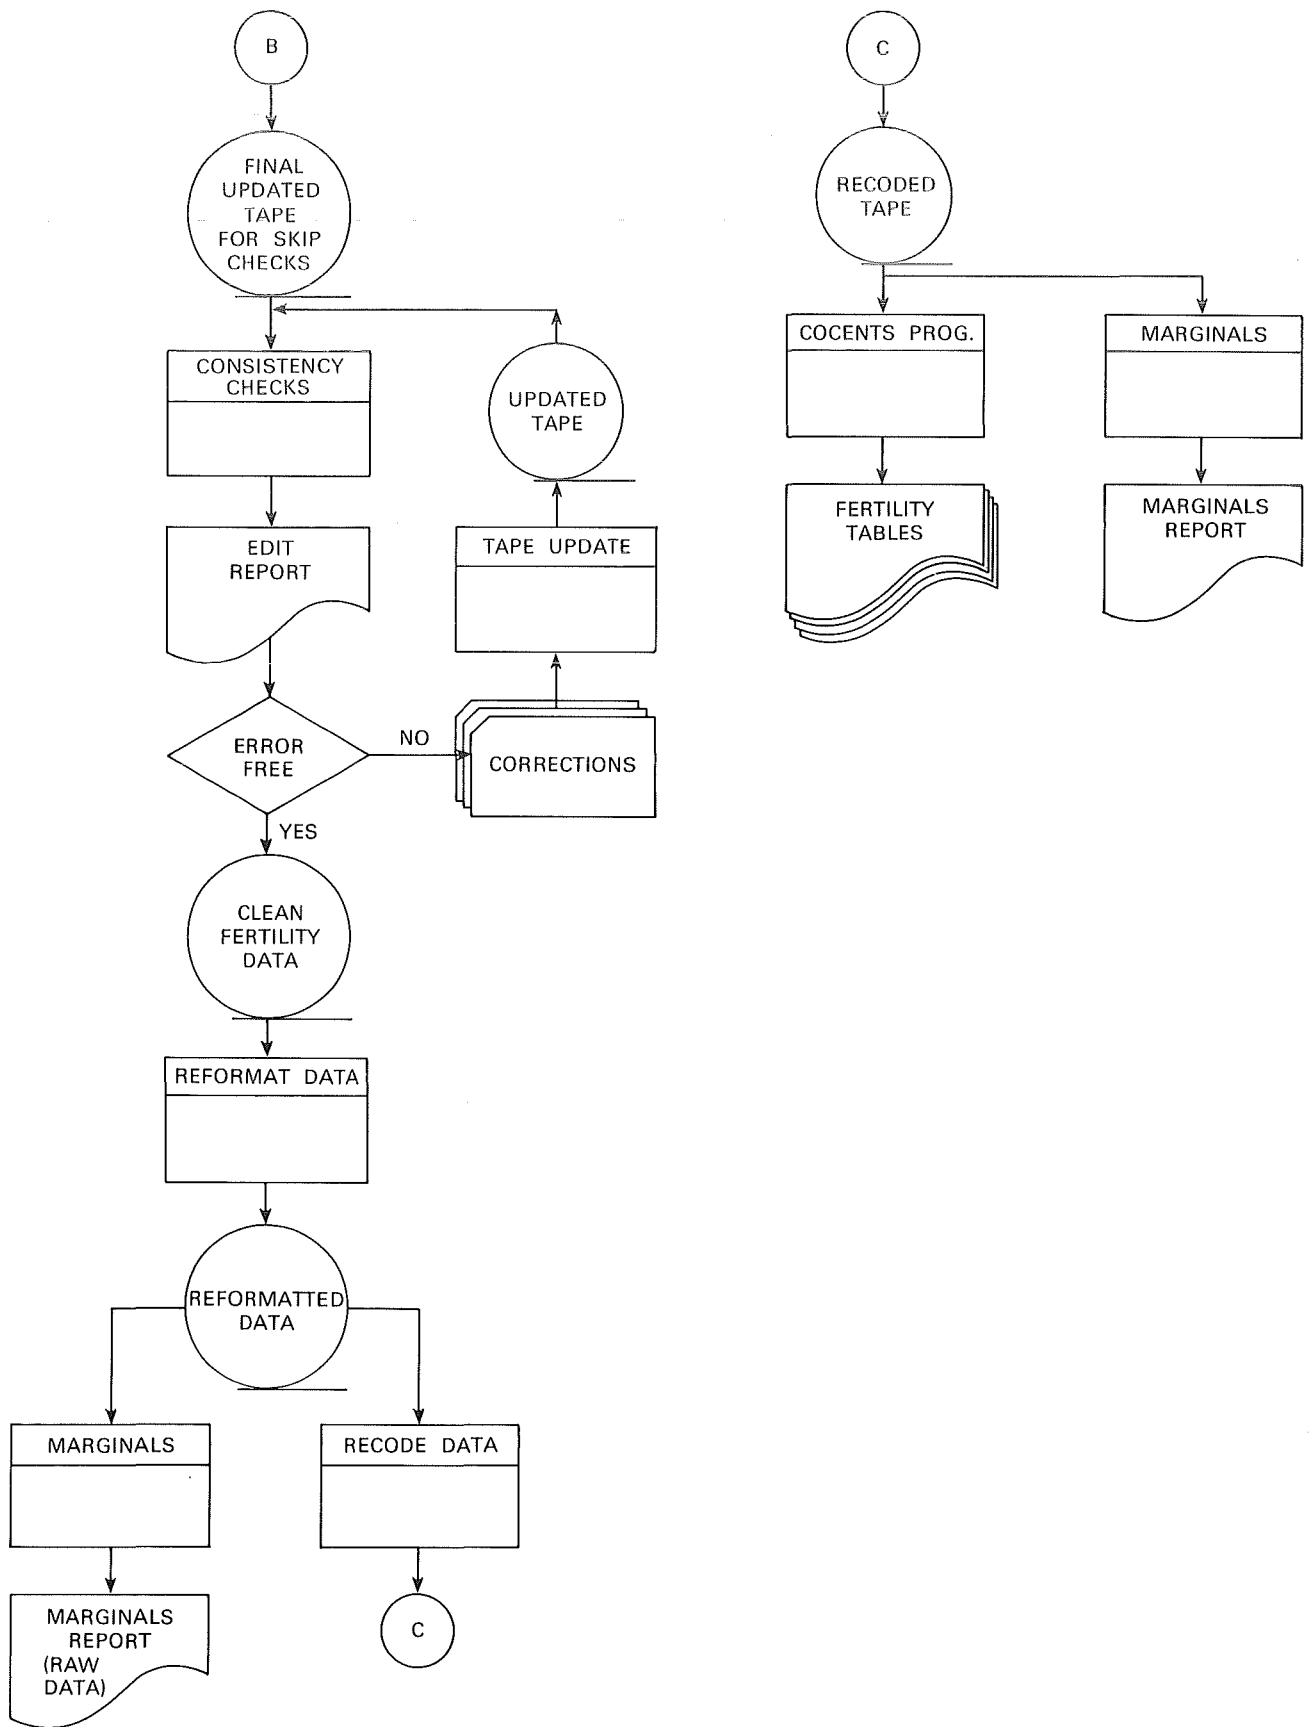 B
FINAL
UPDATED
TAPE
FOR SKIP
CHECKS
CONSISTENCY
CHECKS
UPDATED
TAPE
EDIT
REPORT
TAPE UPDATE
ERROR
FREE
NO
CORRECTIONS
YES
CLEAN
FERTILITY
DATA
REFORMAT DATA
REFORMATTED
DATA
MARGINALS
RECODE DATA
MARGINALS
REPORT
(RAW
DATA)
C
C
RECODED
TAPE
COCENTS PROG.
MARGINALS
FERTILITY
TABLES
MARGINALS
REPORT